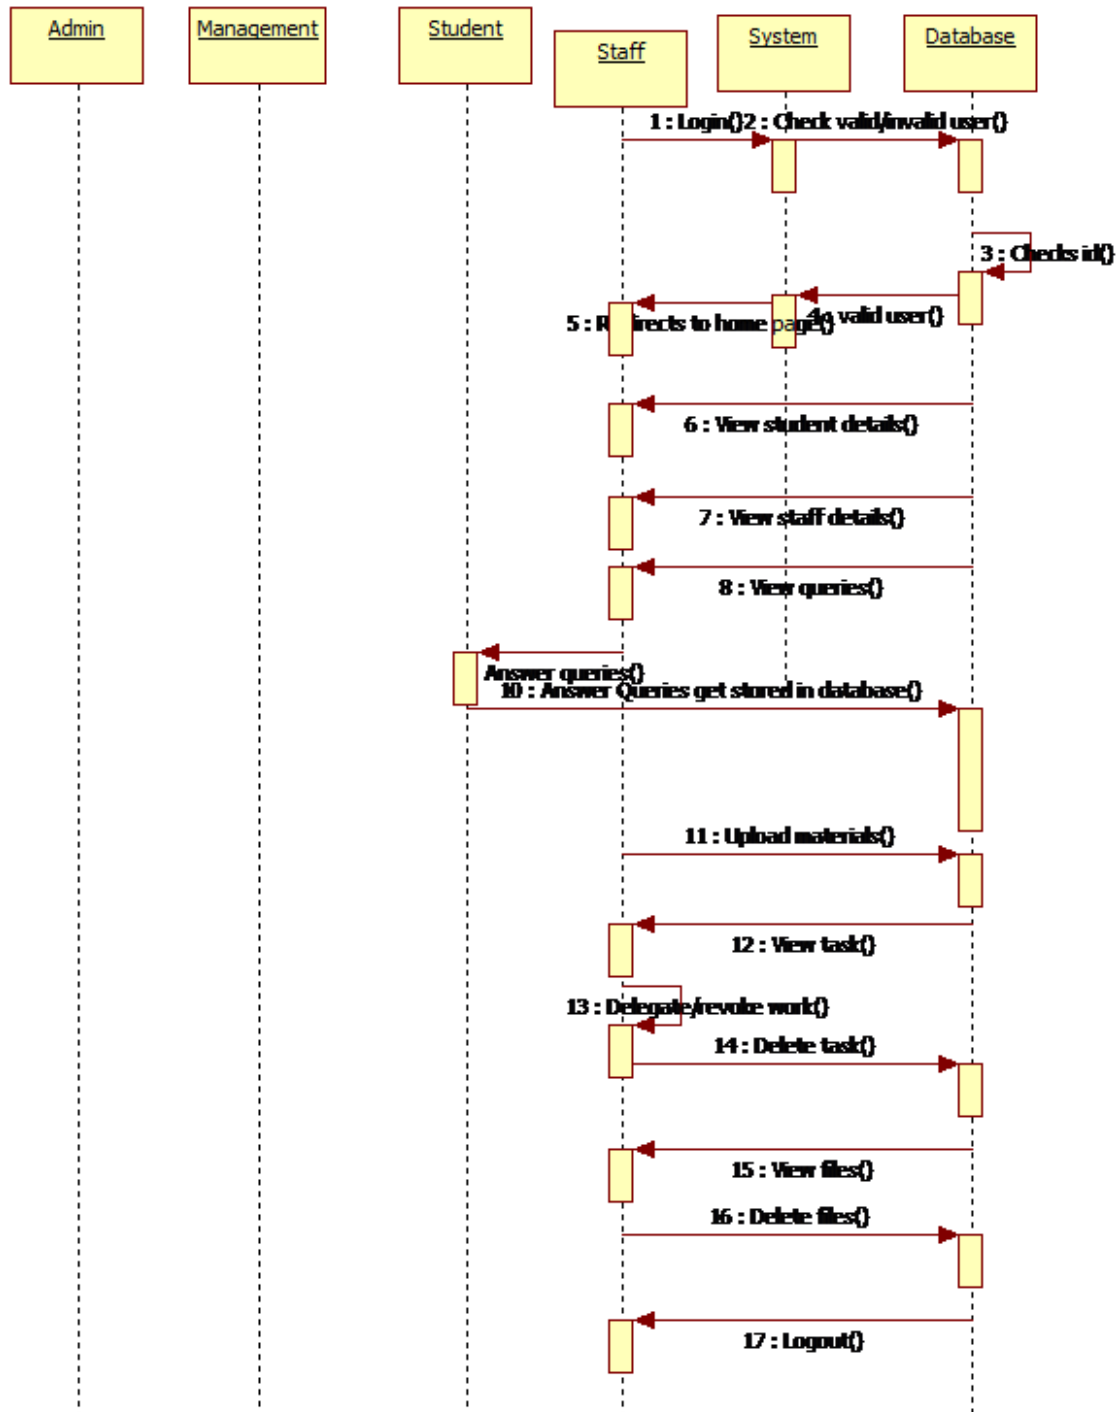 Admin
Management
Student
Staff
System
Database
1 : Login()
2 : Check valid/invalid user()
3 : Checks id()
4 : valid user()
5 : Redirects to home page()
6 : View student details()
7 : View staff details()
8 : View queries()
Answer queries()
10 : Answer Queries get stored in database()
11 : Upload materials()
12 : View task()
13 : Delegate/revoke work()
14 : Delete task()
15 : View files()
16 : Delete files()
17 : Logout()